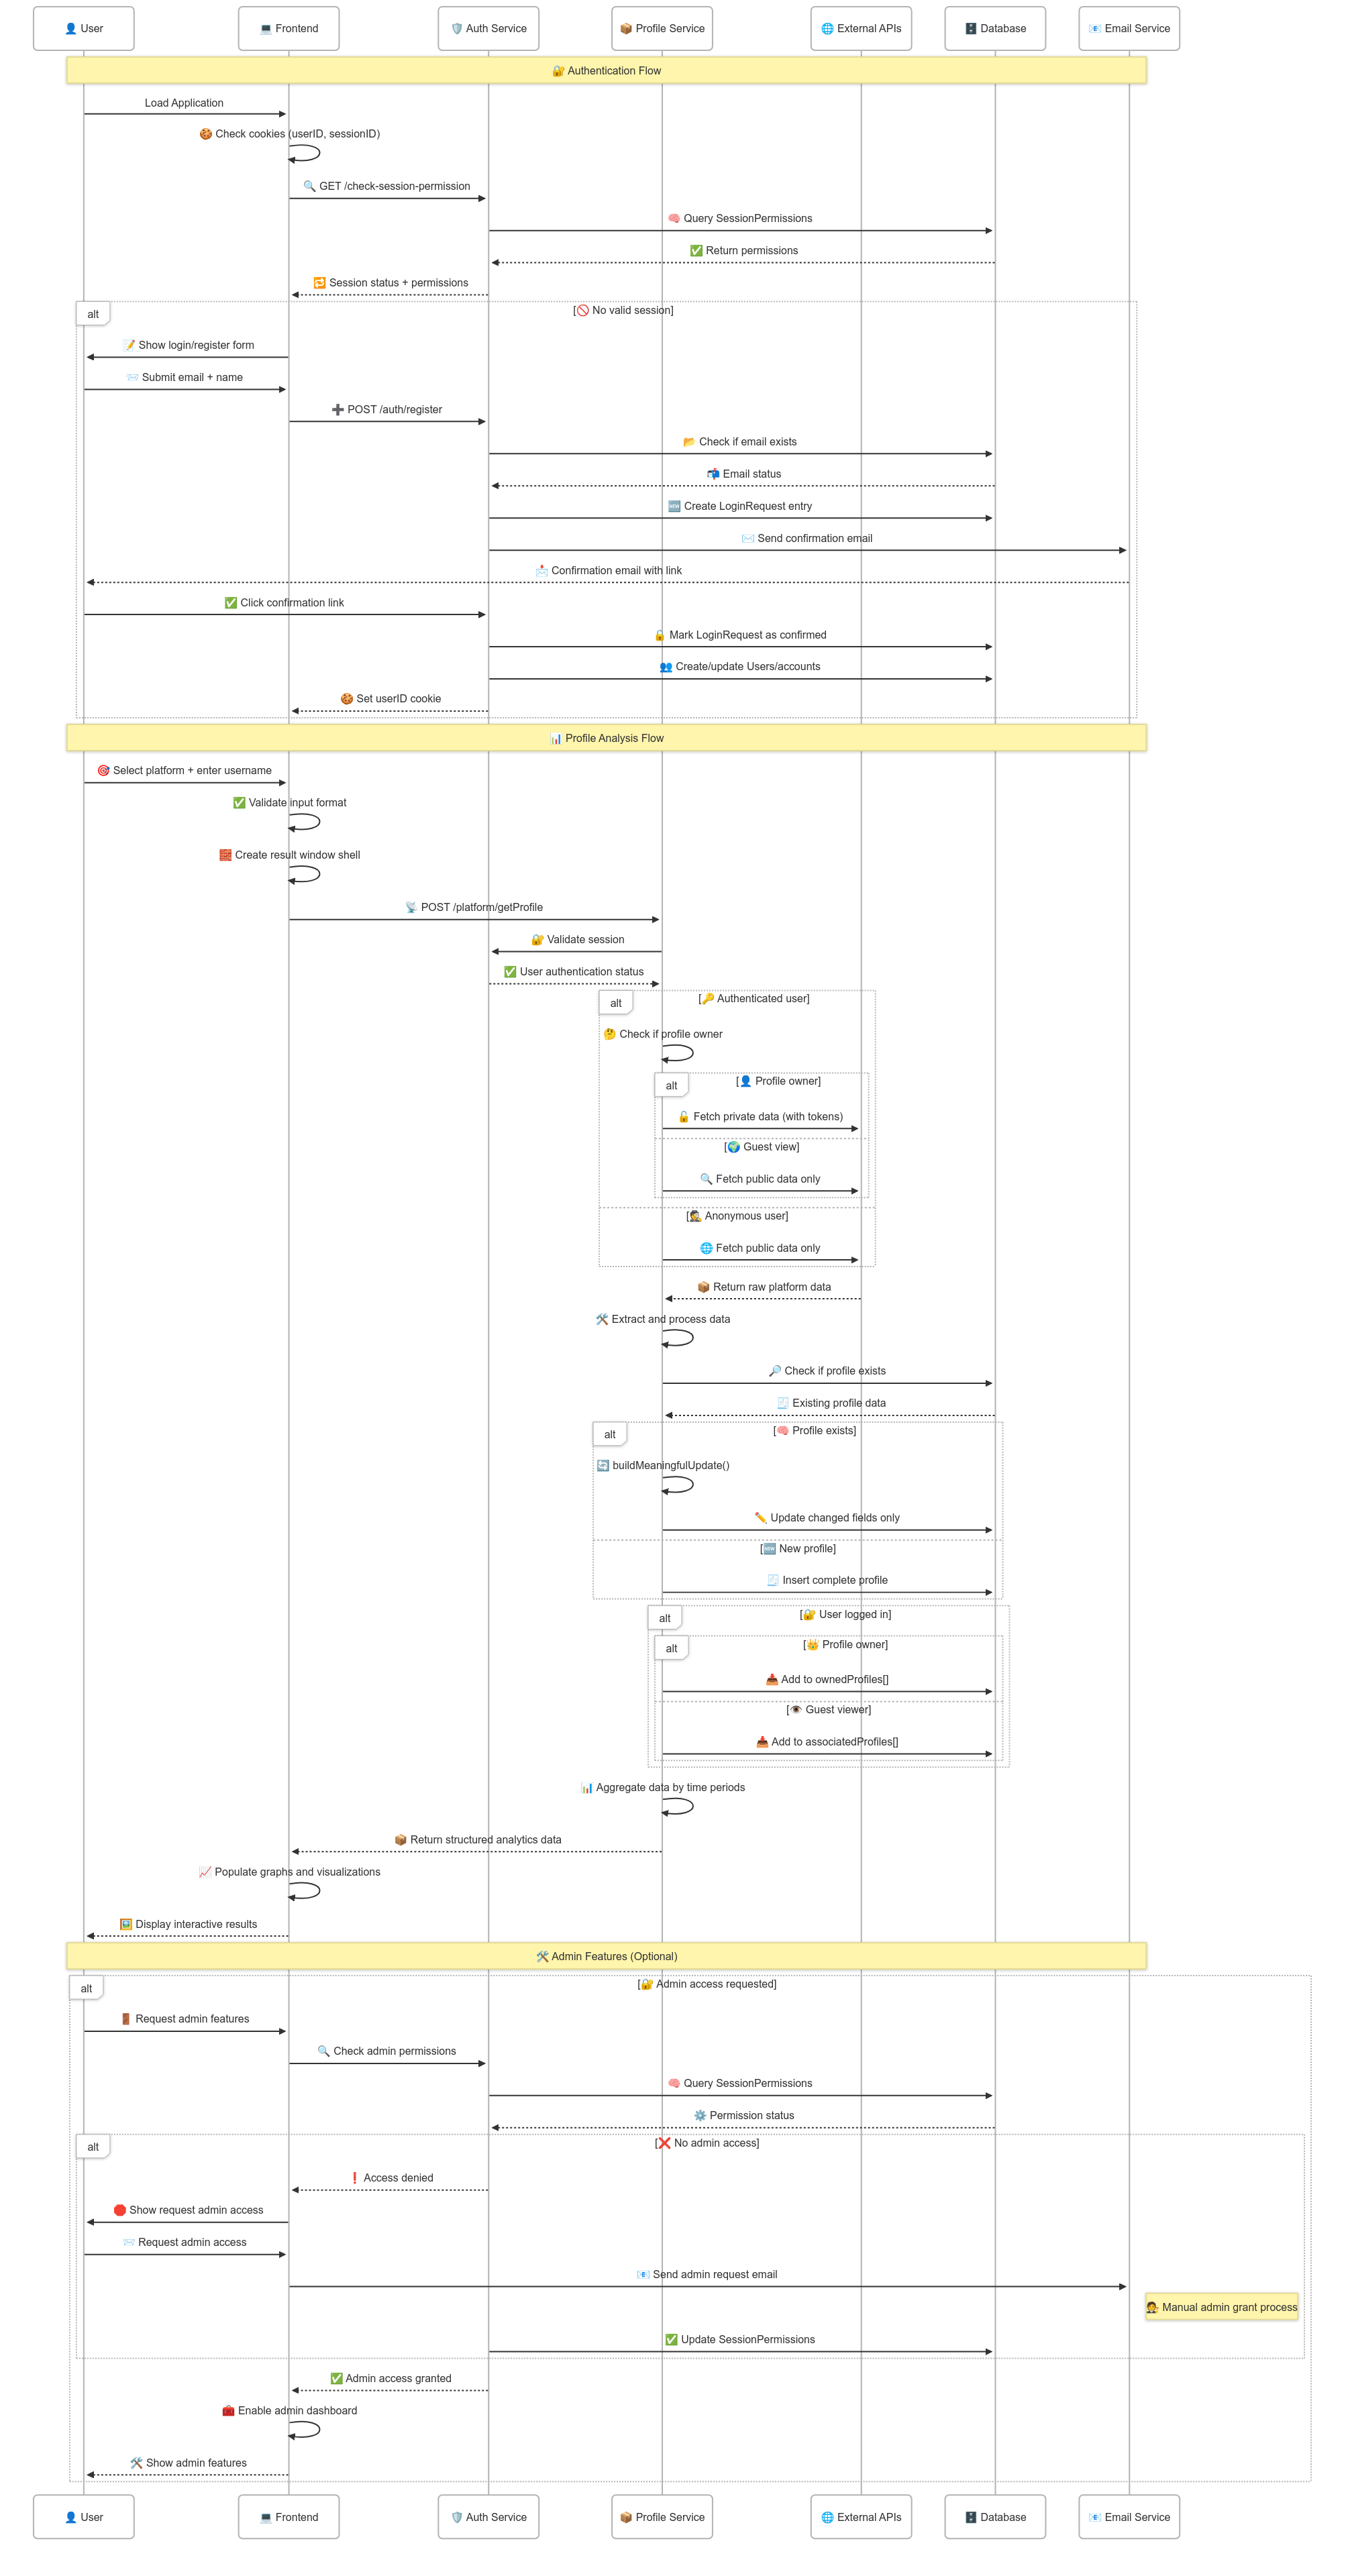 👤 User
💻 Frontend
🛡️ Auth Service
📦 Profile Service
🌐 External APIs
🗄️ Database
📧 Email Service
🔐 Authentication Flow
Load Application
🍪 Check cookies (userID, sessionID)
🔍 GET /check-session-permission
🧠 Query SessionPermissions
✅ Return permissions
🔁 Session status + permissions
alt
[🚫 No valid session]
📝 Show login/register form
📨 Submit email + name
➕ POST /auth/register
📂 Check if email exists
📬 Email status
🆕 Create LoginRequest entry
✉️ Send confirmation email
📩 Confirmation email with link
✅ Click confirmation link
🔓 Mark LoginRequest as confirmed
👥 Create/update Users/accounts
🍪 Set userID cookie
📊 Profile Analysis Flow
🎯 Select platform + enter username
✅ Validate input format
🧱 Create result window shell
📡 POST /platform/getProfile
🔐 Validate session
✅ User authentication status
alt
[🔑 Authenticated user]
🤔 Check if profile owner
alt
[👤 Profile owner]
🔓 Fetch private data (with tokens)
[🌍 Guest view]
🔍 Fetch public data only
[🕵️ Anonymous user]
🌐 Fetch public data only
📦 Return raw platform data
🛠️ Extract and process data
🔎 Check if profile exists
🧾 Existing profile data
alt
[🧠 Profile exists]
🔄 buildMeaningfulUpdate()
✏️ Update changed fields only
[🆕 New profile]
🧾 Insert complete profile
alt
[🔐 User logged in]
alt
[👑 Profile owner]
📥 Add to ownedProfiles[]
[👁️ Guest viewer]
📥 Add to associatedProfiles[]
📊 Aggregate data by time periods
📦 Return structured analytics data
📈 Populate graphs and visualizations
🖼️ Display interactive results
🛠️ Admin Features (Optional)
alt
[🔐 Admin access requested]
🚪 Request admin features
🔍 Check admin permissions
🧠 Query SessionPermissions
⚙️ Permission status
alt
[❌ No admin access]
❗ Access denied
🛑 Show request admin access
📨 Request admin access
📧 Send admin request email
🧑‍⚖️ Manual admin grant process
✅ Update SessionPermissions
✅ Admin access granted
🧰 Enable admin dashboard
🛠️ Show admin features
👤 User
💻 Frontend
🛡️ Auth Service
📦 Profile Service
🌐 External APIs
🗄️ Database
📧 Email Service